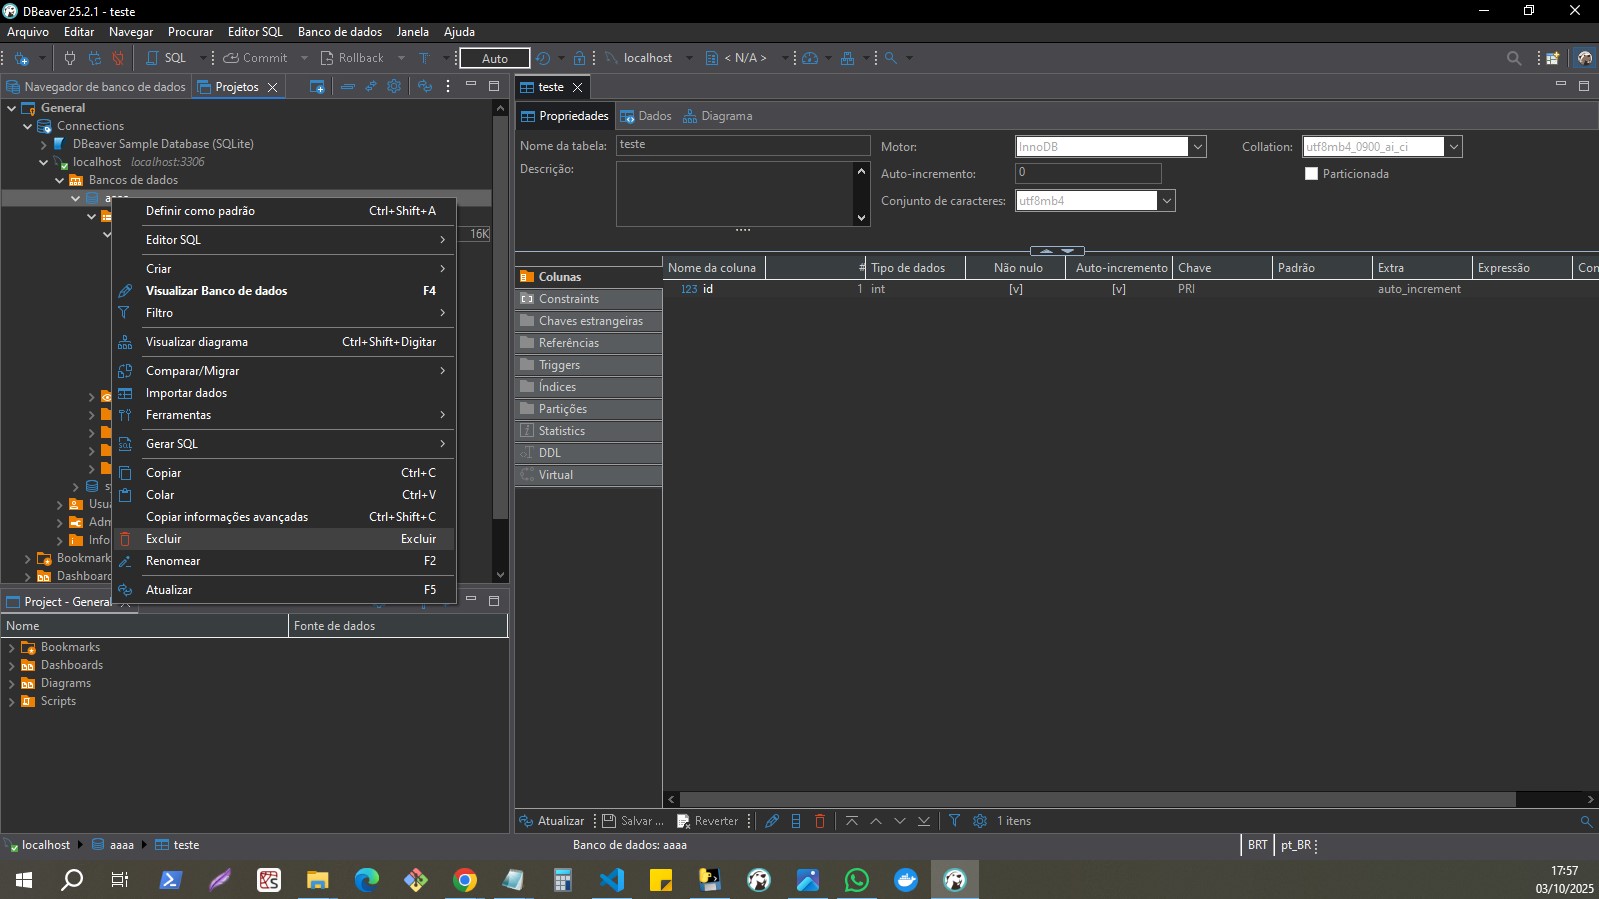 DBeaver 25.2.1 - teste
Arquivo Editar Navegar Procurar Editor SQL Banco de dados Janela Ajuda
SQL Commit Rollback T Auto localhost < N/A >
Navegador de banco de dados Projetos
General
Connections
DBeaver Sample Database (SQLite)
localhost localhost:3306
Bancos de dados
16K
Usu
Adm
Info
Bookmark
Dashboard
Definir como padrão Ctrl+Shift+A
Editor SQL
Criar
Visualizar Banco de dados F4
Filtro
Visualizar diagrama Ctrl+Shift+Digitar
Comparar/Migrar
Importar dados
Ferramentas
Gerar SQL
Copiar Ctrl+C
Colar Ctrl+V
Copiar informações avançadas Ctrl+Shift+C
Excluir Excluir
Renomear F2
Atualizar F5
Project - General
Nome Fonte de dados
Bookmarks
Dashboards
Diagrams
Scripts
teste
Propriedades Dados Diagrama
Nome da tabela: teste
Descrição:
Motor: InnoDB
Auto-incremento: 0
Conjunto de caracteres: utf8mb4
Collation: utf8mb4_0900_ai_ci
Particionada
Colunas
Constraints
Chaves estrangeiras
Referências
Triggers
Índices
Partições
Statistics
DDL
Virtual
Nome da coluna # Tipo de dados Não nulo Auto-incremento Chave Padrão Extra Expressão Con
123 id 1 int [v] [v] PRI auto_increment
Atualizar Salvar ... Reverter 1 itens
localhost aaaa teste Banco de dados: aaaa BRT pt_BR
17:57
03/10/2025